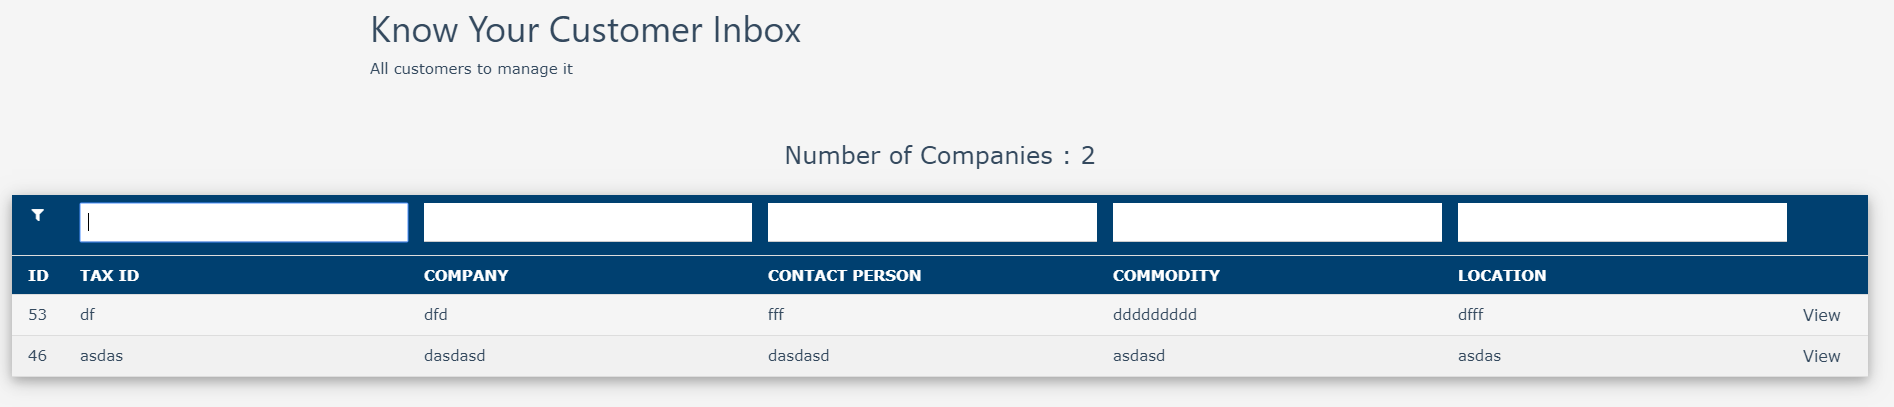 Know Your Customer Inbox
All customers to manage it
Number of Companies : 2
ID TAX ID COMPANY CONTACT PERSON COMMODITY LOCATION
53 df dfd fff ddddddddd dfff View
46 asdas dasdasd dasdasd asdasd asdas View